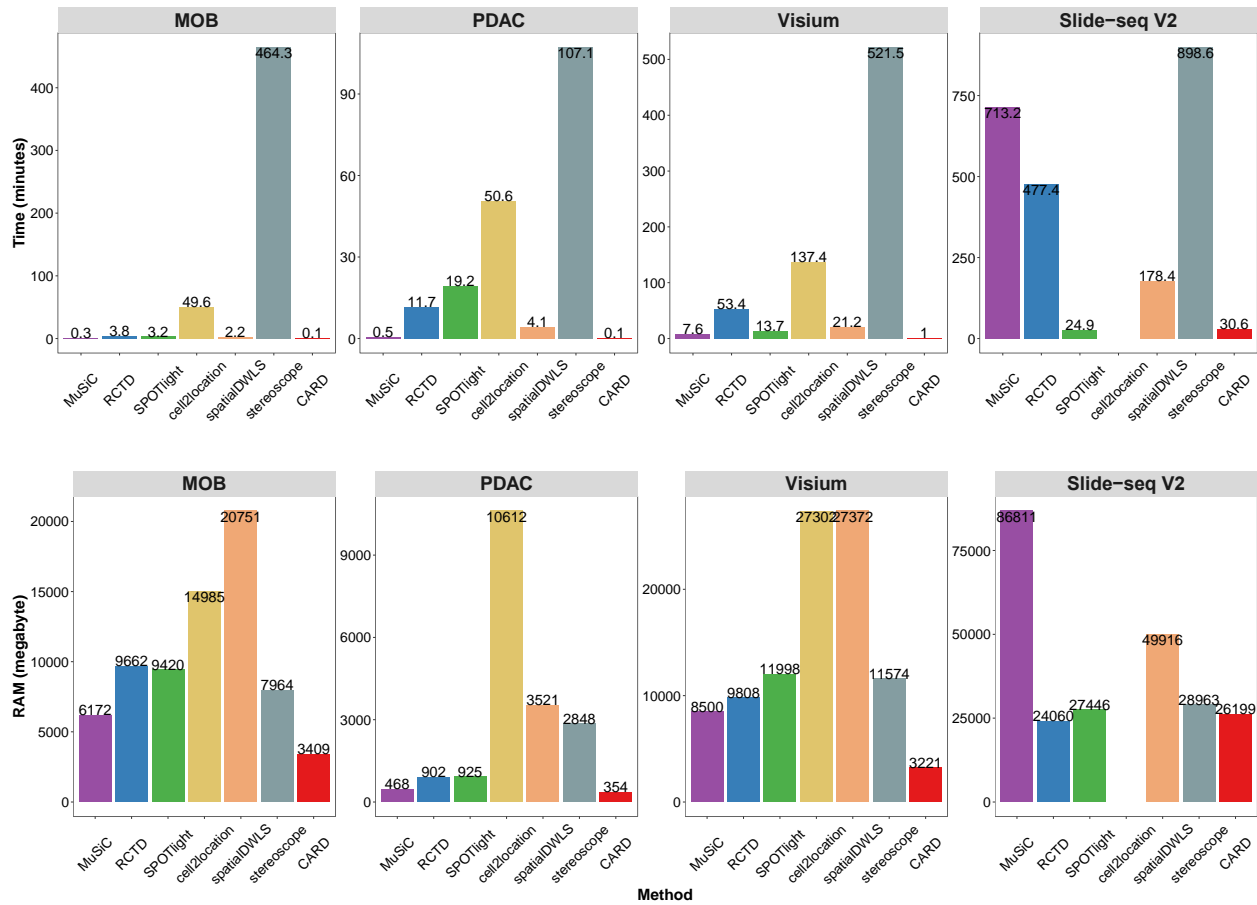 MOB PDAC Visium Slide−seq V2
Time (minutes)
0 100 200 300 400
0.3 3.8 3.2 49.6 2.2 464.3 0.1
MuSiC RCTD SPOTlight cell2location spatialDWLS stereoscope CARD
0 30 60 90
0.5 11.7 19.2 50.6 4.1 107.1 0.1
MuSiC RCTD SPOTlight cell2location spatialDWLS stereoscope CARD
0 100 200 300 400 500
7.6 53.4 13.7 137.4 21.2 521.5 1
MuSiC RCTD SPOTlight cell2location spatialDWLS stereoscope CARD
0 250 500 750
713.2 477.4 24.9 178.4 898.6 30.6
MuSiC RCTD SPOTlight cell2location spatialDWLS stereoscope CARD
MOB PDAC Visium Slide−seq V2
RAM (megabyte)
0 5000 10000 15000 20000
6172 9662 9420 14985 20751 7964 3409
MuSiC RCTD SPOTlight cell2location spatialDWLS stereoscope CARD
0 3000 6000 9000
468 902 925 10612 3521 2848 354
MuSiC RCTD SPOTlight cell2location spatialDWLS stereoscope CARD
0 10000 20000
8500 9808 11998 27302 27372 11574 3221
MuSiC RCTD SPOTlight cell2location spatialDWLS stereoscope CARD
0 25000 50000 75000
86811 24060 27446 49916 28963 26199
MuSiC RCTD SPOTlight cell2location spatialDWLS stereoscope CARD
Method